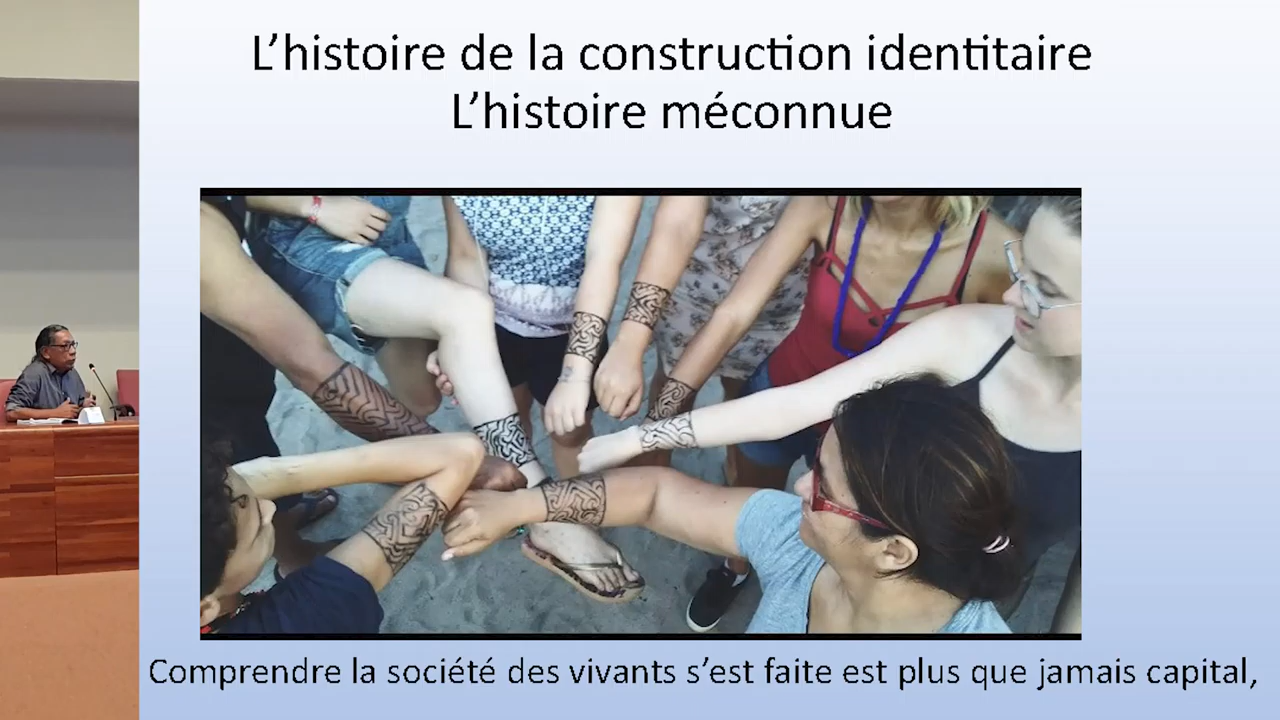 L’histoire de la construction identitaire
L’histoire méconnue
Comprendre la société des vivants s’est faite est plus que jamais capital,